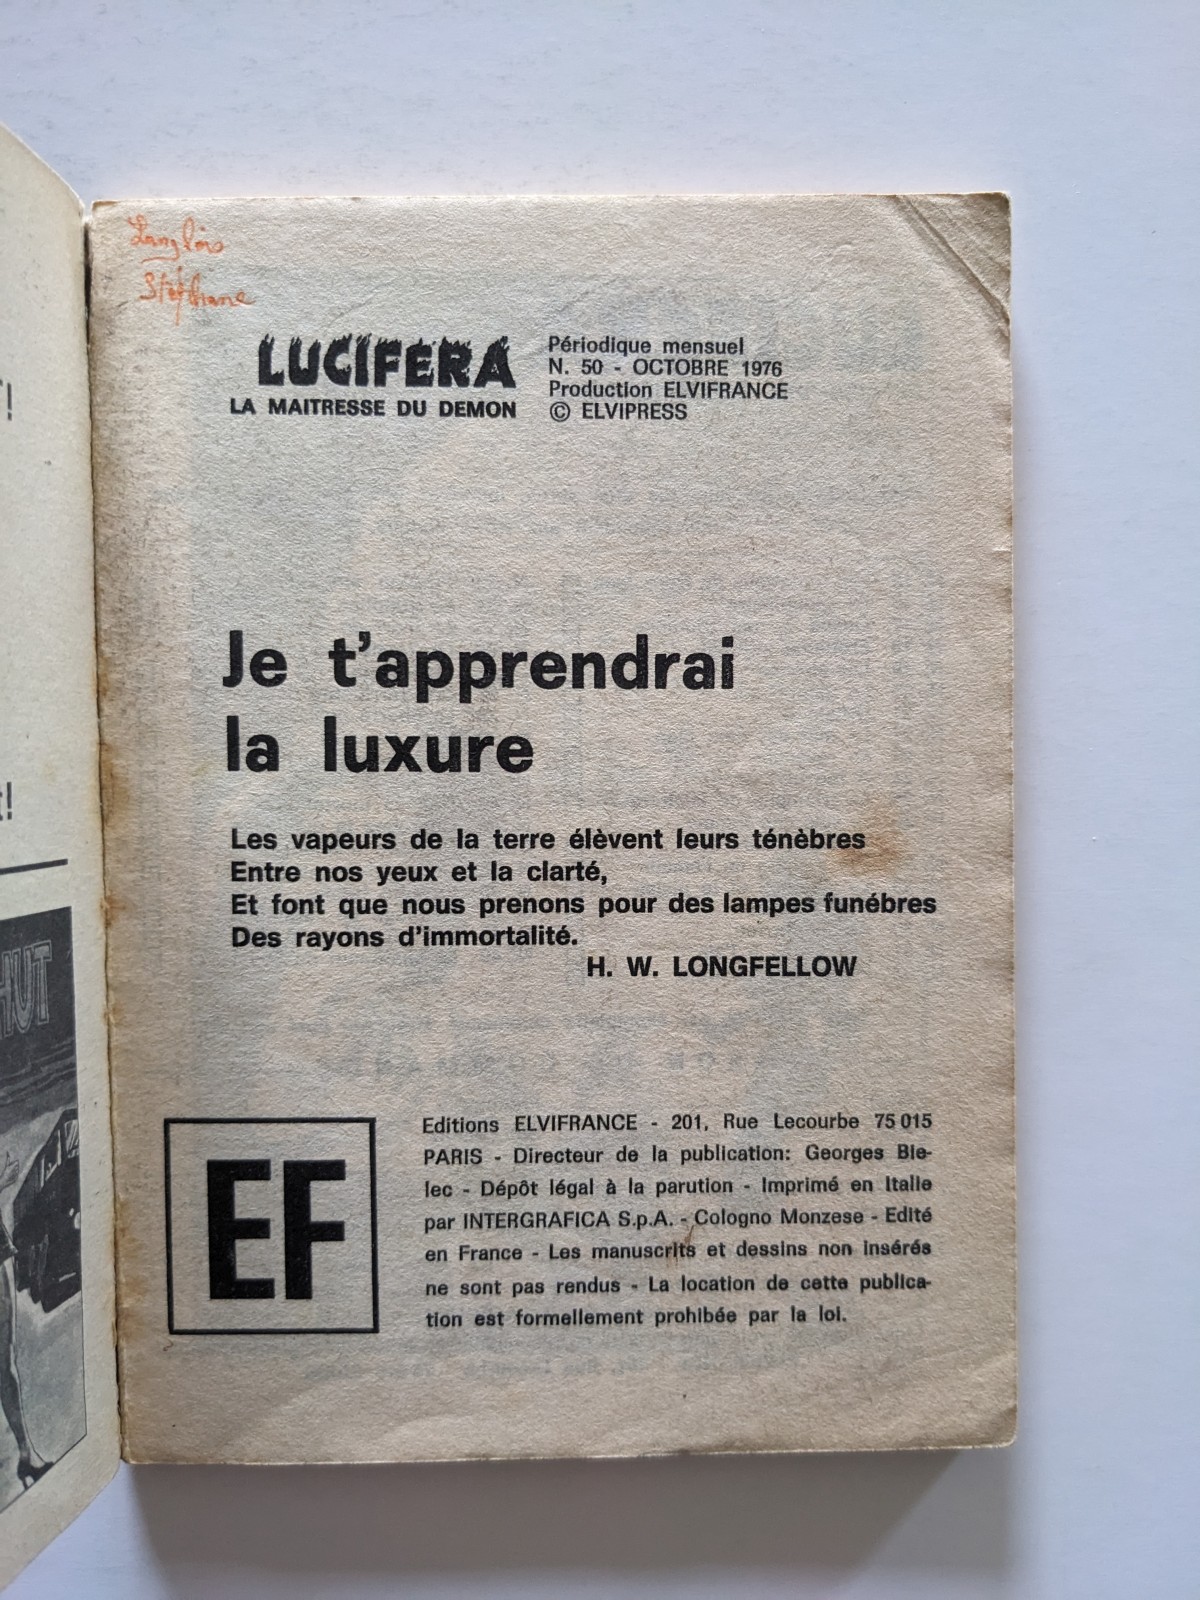 Langlois
Stéphane
LUCIFERA
LA MAITRESSE DU DEMON
Périodique mensuel
N. 50 - OCTOBRE 1976
Production ELVIFRANCE
© ELVIPRESS
Je t'apprendrai
la luxure
Les vapeurs de la terre élèvent leurs ténèbres
Entre nos yeux et la clarté,
Et font que nous prenons pour des lampes funébres
Des rayons d'immortalité.
H. W. LONGFELLOW
EF
Editions ELVIFRANCE - 201, Rue Lecourbe 75 015
PARIS - Directeur de la publication: Georges Bie-
lec - Dépôt légal à la parution - Imprimé en Italie
par INTERGRAFICA S.p.A. - Cologno Monzese - Edité
en France - Les manuscrits et dessins non insérés
ne sont pas rendus - La location de cette publica-
tion est formellement prohibée par la loi.
HUT